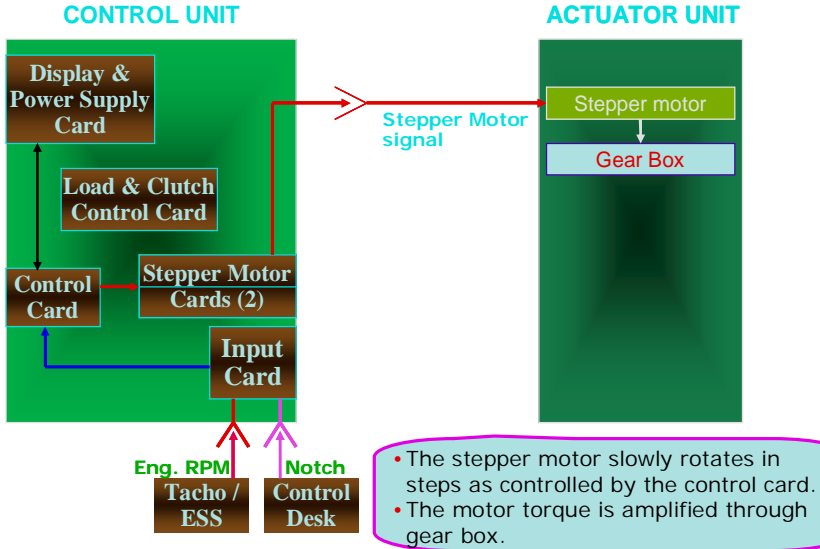 CONTROL UNIT
ACTUATOR UNIT
Display &
Power Supply
Card
Stepper Motor
signal
Stepper motor
Gear Box
Load & Clutch
Control Card
Control
Card
Stepper Motor
Cards (2)
Input
Card
Eng. RPM
Notch
Tacho /
ESS
Control
Desk
• The stepper motor slowly rotates in
steps as controlled by the control card.
• The motor torque is amplified through
gear box.